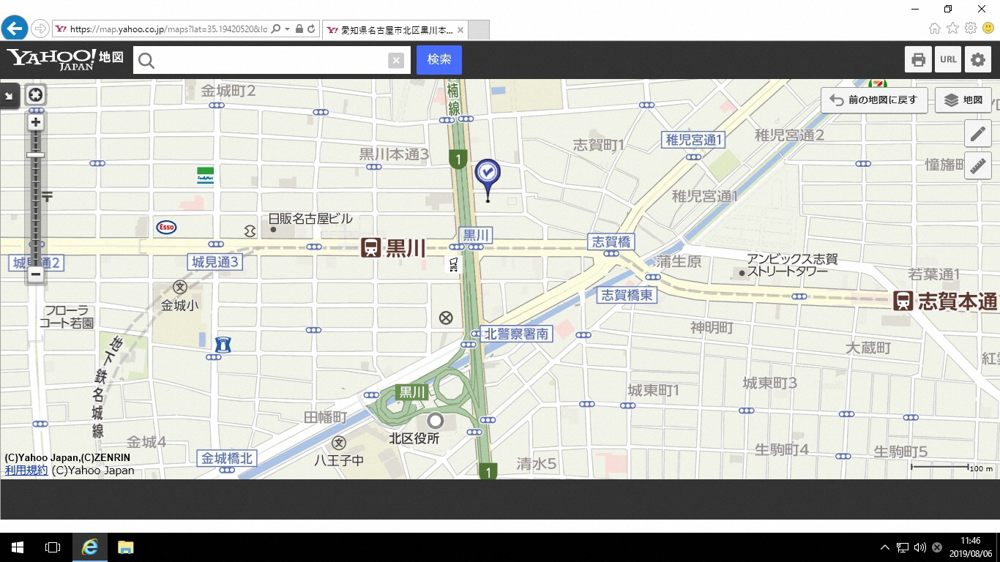 https://map.yahoo.co.jp/maps?lat=35.19420520&lo
愛知県名古屋市北区黒川本...
YAHOO! 地図
JAPAN
検索
URL
金城町2
楠線
前の地図に戻す
地図
志賀町1
稚児宮通1
稚児宮通2
黒川本通3
1
憧旛町
FamilyMart
稚児宮通1
日販名古屋ビル
Esso
黒川
志賀橋
黒川
城見通2
城見通3
蒲生原
アンビックス志賀
ストリートタワー
若葉通1
金城小
志賀橋東
志賀本通
フローラ
コート若園
神明町
北警察署南
大蔵町
地下鉄名城線
城東町1
城東町3
黒川
田幡町
北区役所
金城4
生駒町4
生駒町5
金城橋北
八王子中
清水5
1
100 m
(C)Yahoo Japan,(C)ZENRIN
利用規約 (C)Yahoo Japan
11:46
2019/08/06